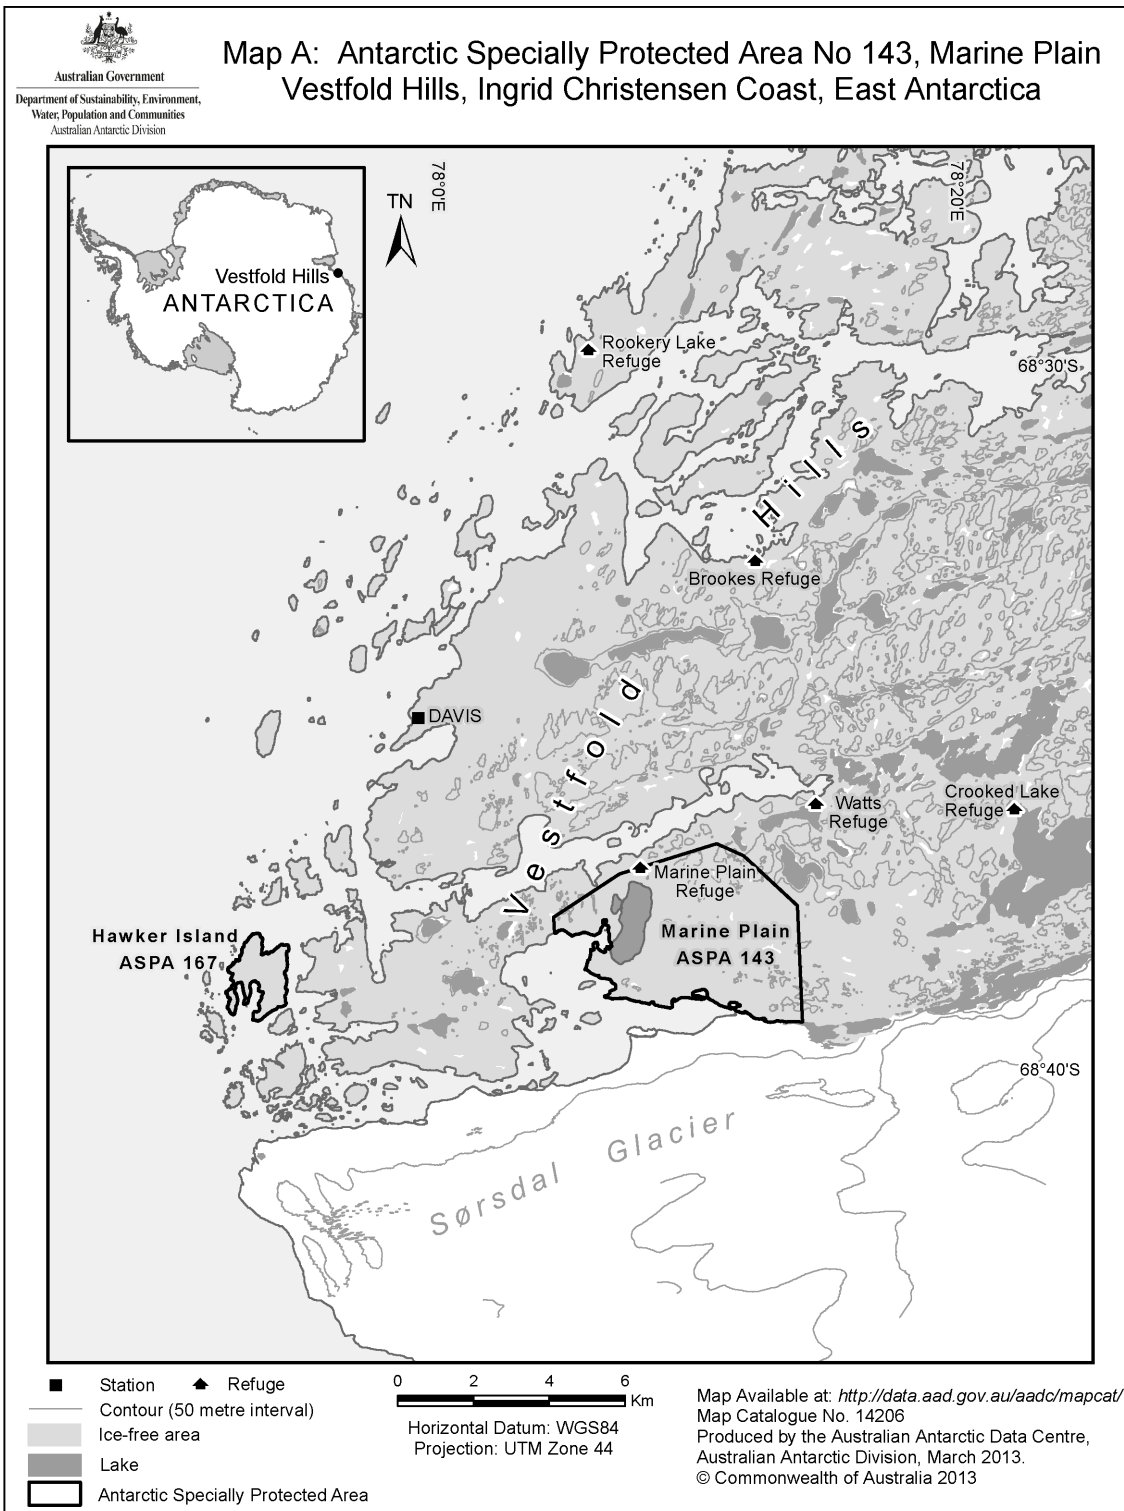 Australian Government
Department of Sustainability, Environment,
Water, Population and Communities
Australian Antarctic Division
Map A:  Antarctic Specially Protected Area No 143, Marine Plain
Vestfold Hills, Ingrid Christensen Coast, East Antarctica
78°0'E
78°20'E
TN
Vestfold Hills
ANTARCTICA
Rookery Lake
Refuge
68°30'S
Vestfold Hills
Brookes Refuge
DAVIS
Watts
Refuge
Crooked Lake
Refuge
Marine Plain
Refuge
Marine Plain
ASPA 143
Hawker Island
ASPA 167
68°40'S
Sørsdal Glacier
Station
Refuge
Contour (50 metre interval)
Ice-free area
Lake
Antarctic Specially Protected Area
0 2 4 6
Km
Horizontal Datum: WGS84
Projection: UTM Zone 44
Map Available at: http://data.aad.gov.au/aadc/mapcat/
Map Catalogue No. 14206
Produced by the Australian Antarctic Data Centre,
Australian Antarctic Division, March 2013.
© Commonwealth of Australia 2013